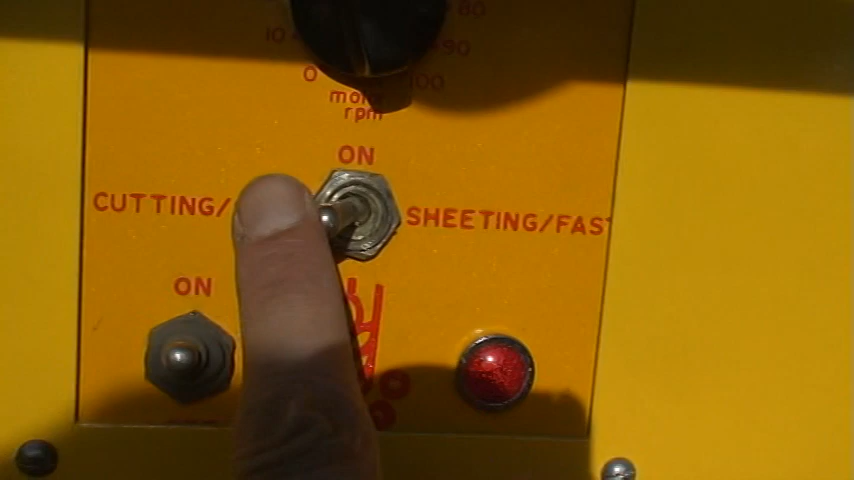 80
10 90
0 100
rpm
ON
CUTTING/ SHEETING/FAST
ON